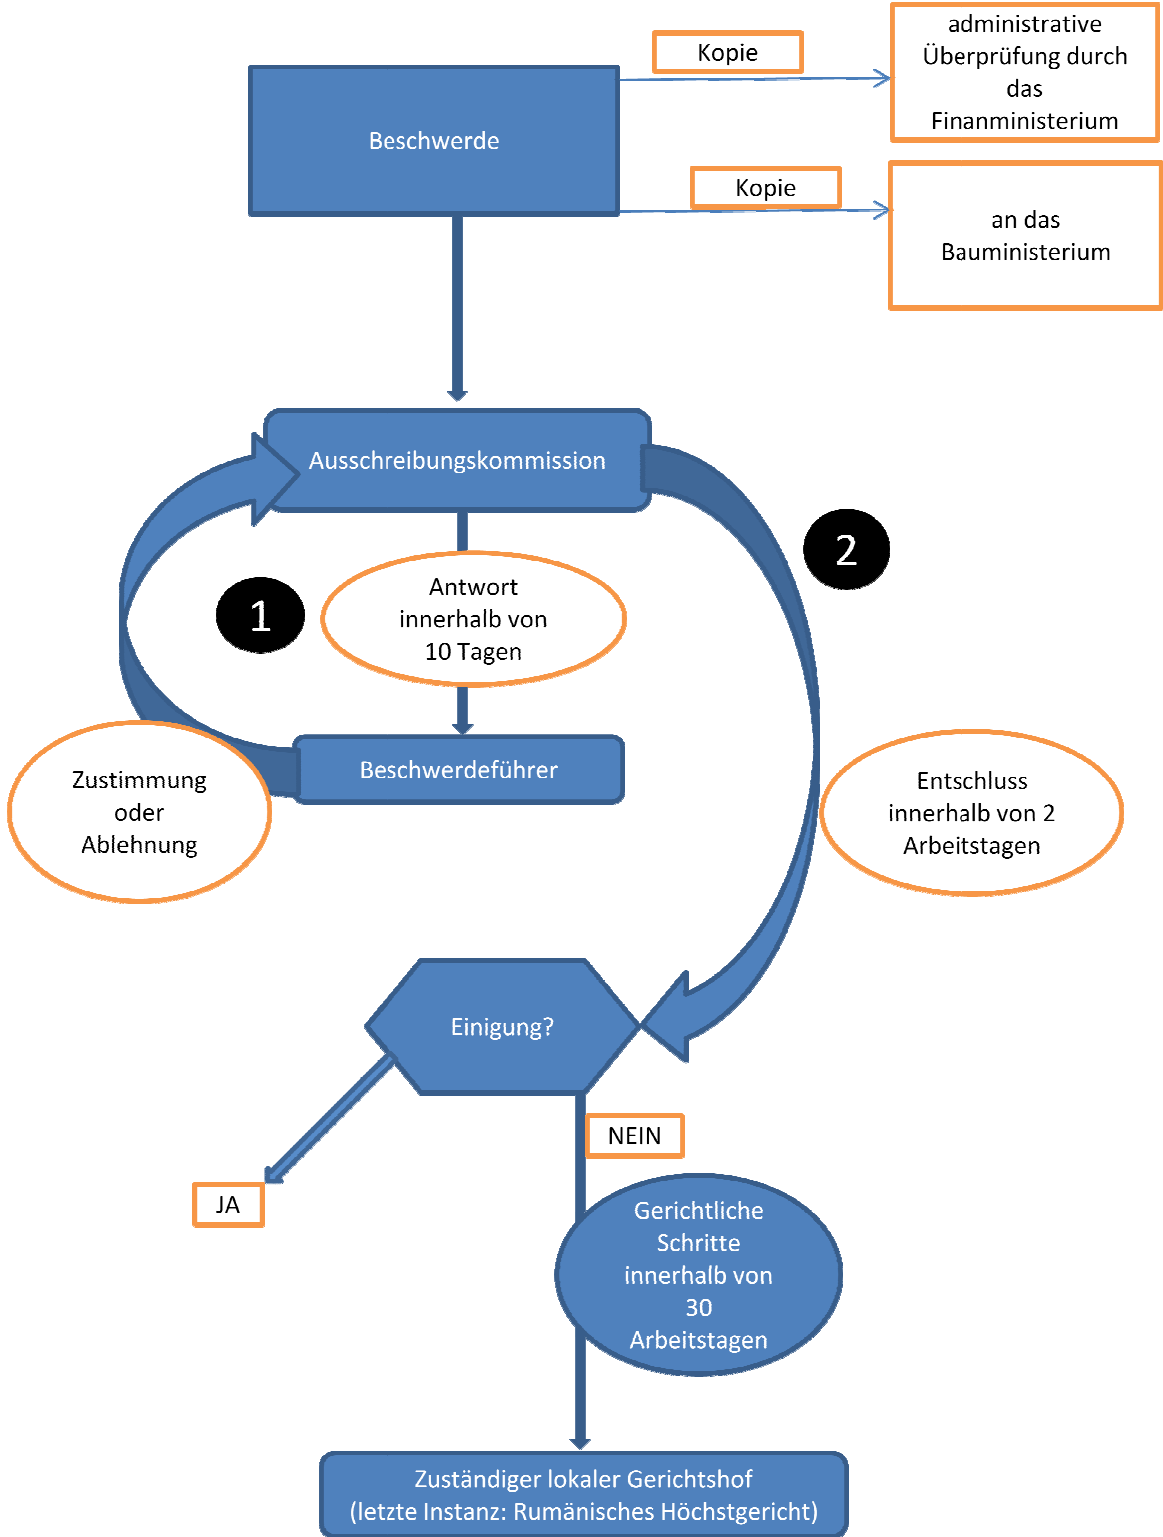 Kopie
administrative
Überprüfung durch
das
Finanministerium
Beschwerde
Kopie
an das
Bauministerium
Ausschreibungskommission
2
1
Antwort
innerhalb von
10 Tagen
Beschwerdeführer
Zustimmung
oder
Ablehnung
Entschluss
innerhalb von 2
Arbeitstagen
Einigung?
NEIN
JA
Gerichtliche
Schritte
innerhalb von
30
Arbeitstagen
Zuständiger lokaler Gerichtshof
(letzte Instanz: Rumänisches Höchstgericht)